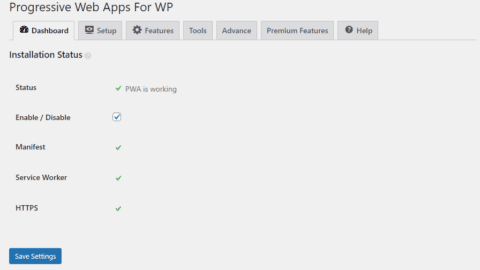 Progressive Web Apps For WP
Dashboard Setup Features Tools Advance Premium Features Help
Installation Status
Status PWA is working
Enable / Disable
Manifest
Service Worker
HTTPS
Save Settings